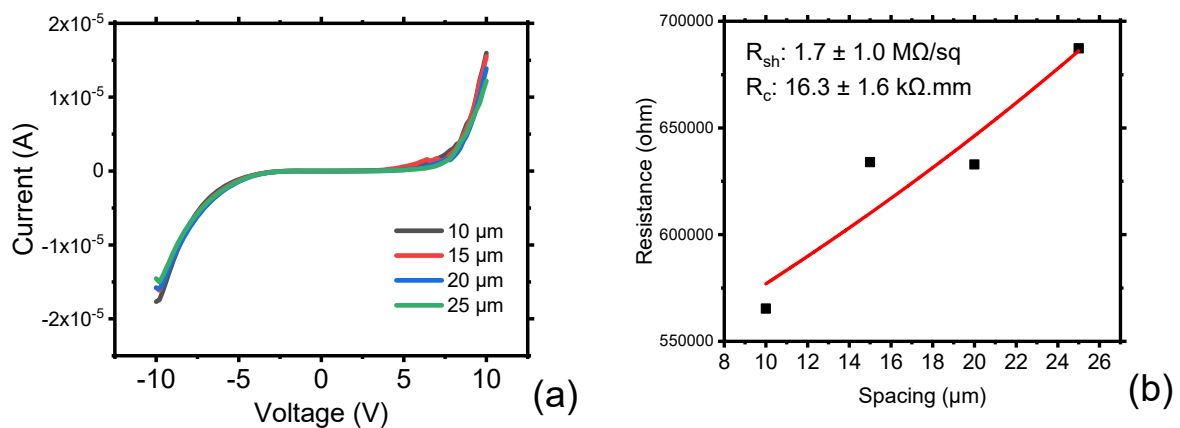 2x10⁻⁵
1x10⁻⁵
0
-1x10⁻⁵
-2x10⁻⁵
Current (A)
10 µm
15 µm
20 µm
25 µm
-10 -5 0 5 10
Voltage (V)
(a)
700000
650000
600000
550000
Resistance (ohm)
R_sh: 1.7 ± 1.0 MΩ/sq
R_c: 16.3 ± 1.6 kΩ.mm
8 10 12 14 16 18 20 22 24 26
Spacing (µm)
(b)